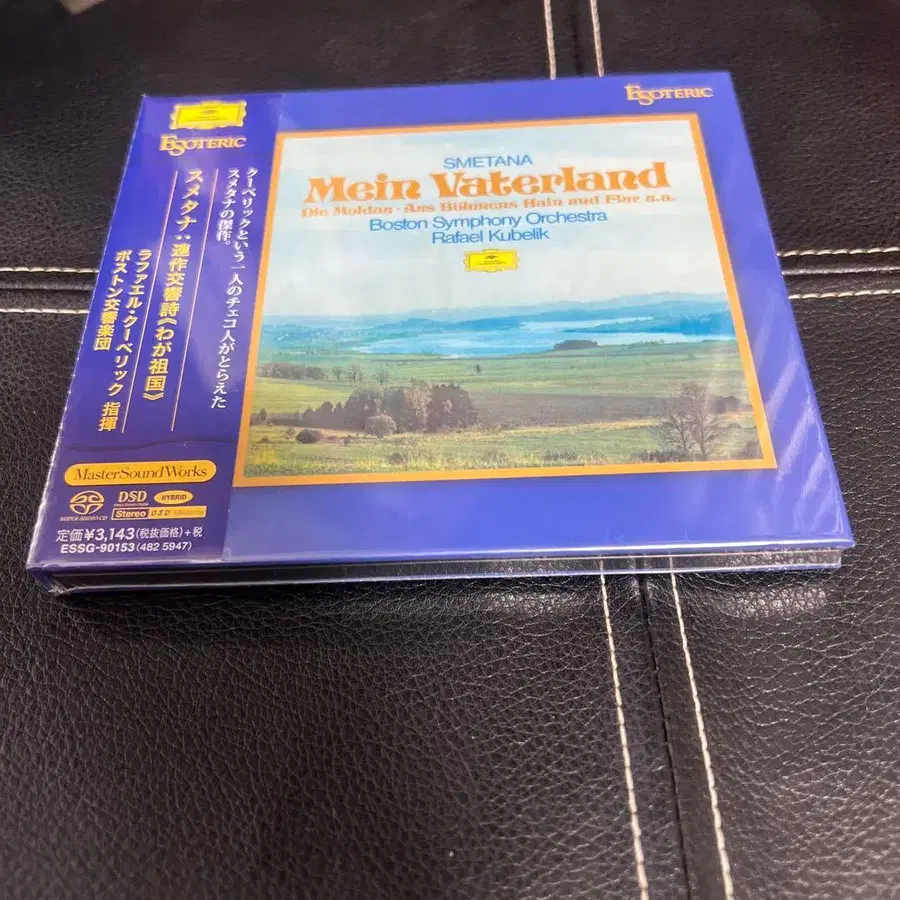 ESOTERIC
クーベリックという一人のチェコ人がとらえた
スメタナの傑作。
スメタナ：連作交響詩《わが祖国》
ラファエル・クーベリック 指揮
ボストン交響楽団
MasterSoundWorks
SUPER AUDIO CD
DSD
HYBRID
Stereo
DSD Mastering
定価¥3,143(税抜価格)+税
ESSG-90153(482 5947)
ESOTERIC
SMETANA
Mein Vaterland
Die Moldau · Aus Böhmens Hain und Flur u.a.
Boston Symphony Orchestra
Rafael Kubelik